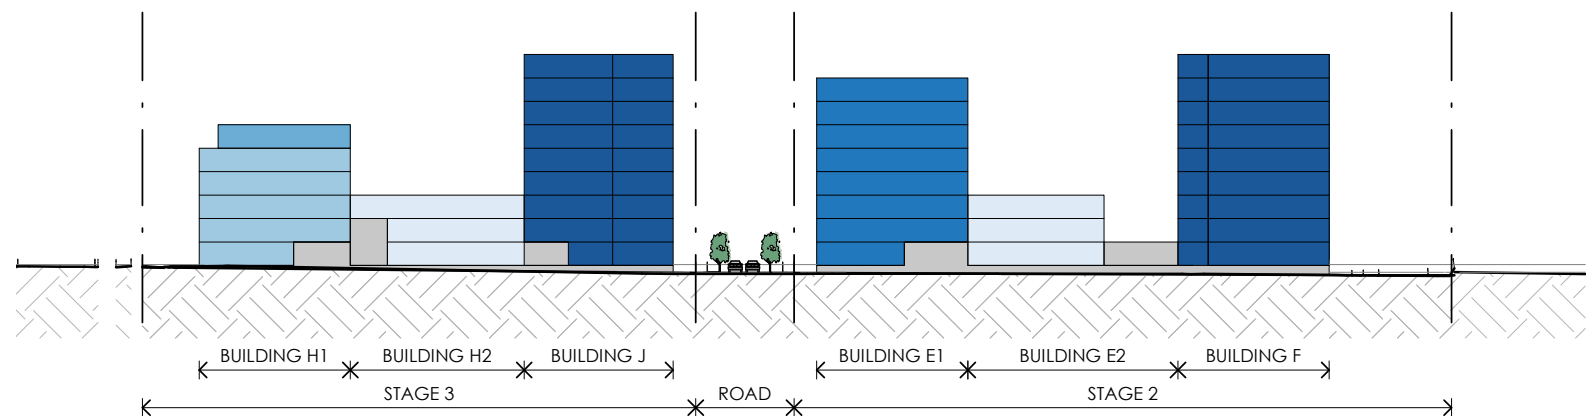 BUILDING H1 BUILDING H2 BUILDING J BUILDING E1 BUILDING E2 BUILDING F
STAGE 3 ROAD STAGE 2